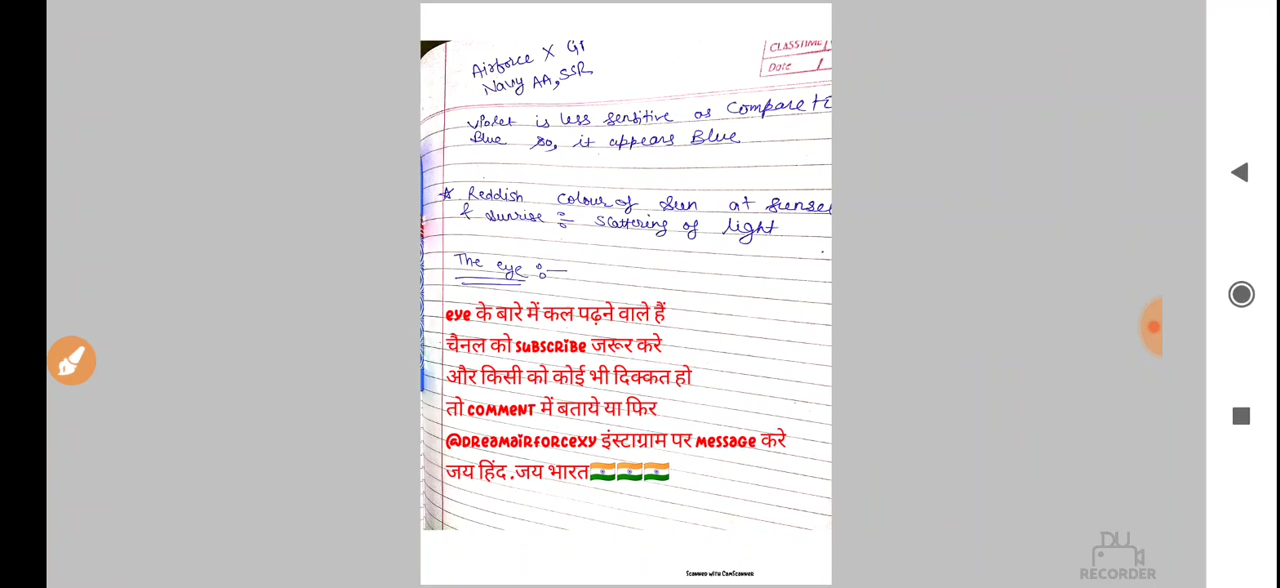 Airforce X Gr
Navy AA, SSR
CLASSTIME
Date /
violet is less sensitive as compare to
Blue so, it appears Blue
☆ Reddish colour of sun at sunse
& sunrise :- scattering of light
The eye :-
eye के बारे में कल पढ़ने वाले हैं
चैनल को SUBSCRIBE जरूर करे
और किसी को कोई भी दिक्कत हो
तो COMMENT में बताये या फिर
@DREAMAIRFORCEXY इंस्टाग्राम पर MESSAGE करे
जय हिंद .जय भारत🇮🇳🇮🇳🇮🇳
Scanned with CamScanner
DU
RECORDER